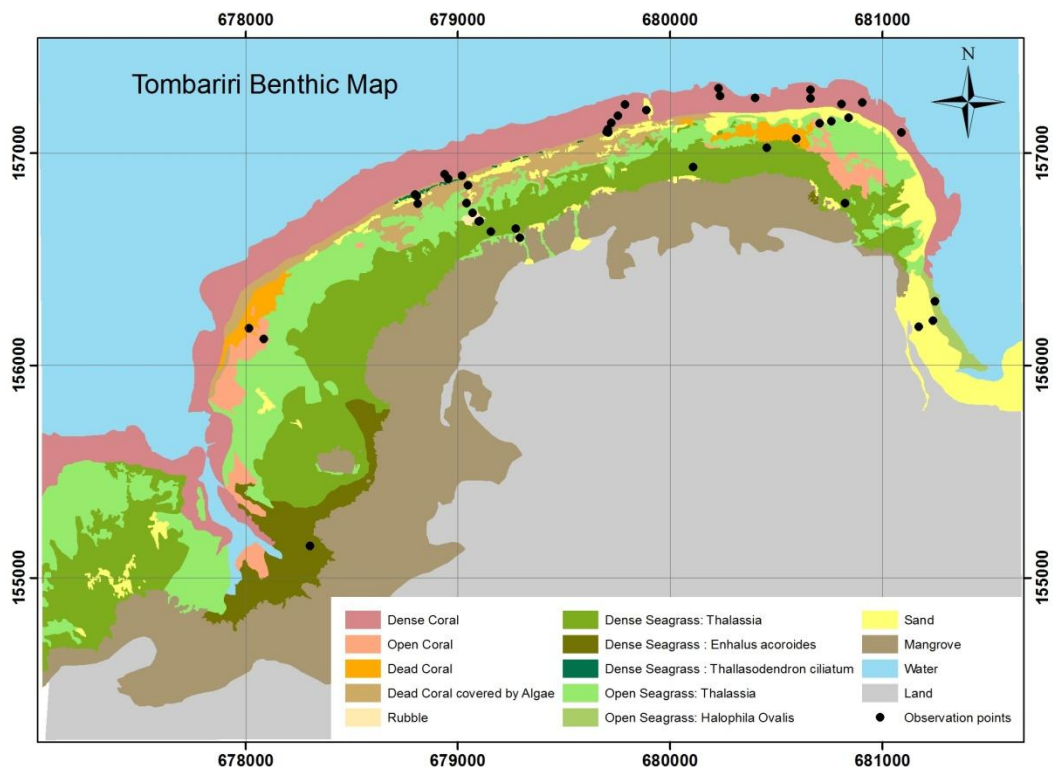 678000 679000 680000 681000
Tombariri Benthic Map
N
157000 157000
156000 156000
155000 155000
Dense Coral
Open Coral
Dead Coral
Dead Coral covered by Algae
Rubble
Dense Seagrass: Thalassia
Dense Seagrass : Enhalus acoroides
Dense Seagrass : Thallasodendron ciliatum
Open Seagrass: Thalassia
Open Seagrass: Halophila Ovalis
Sand
Mangrove
Water
Land
Observation points
678000 679000 680000 681000